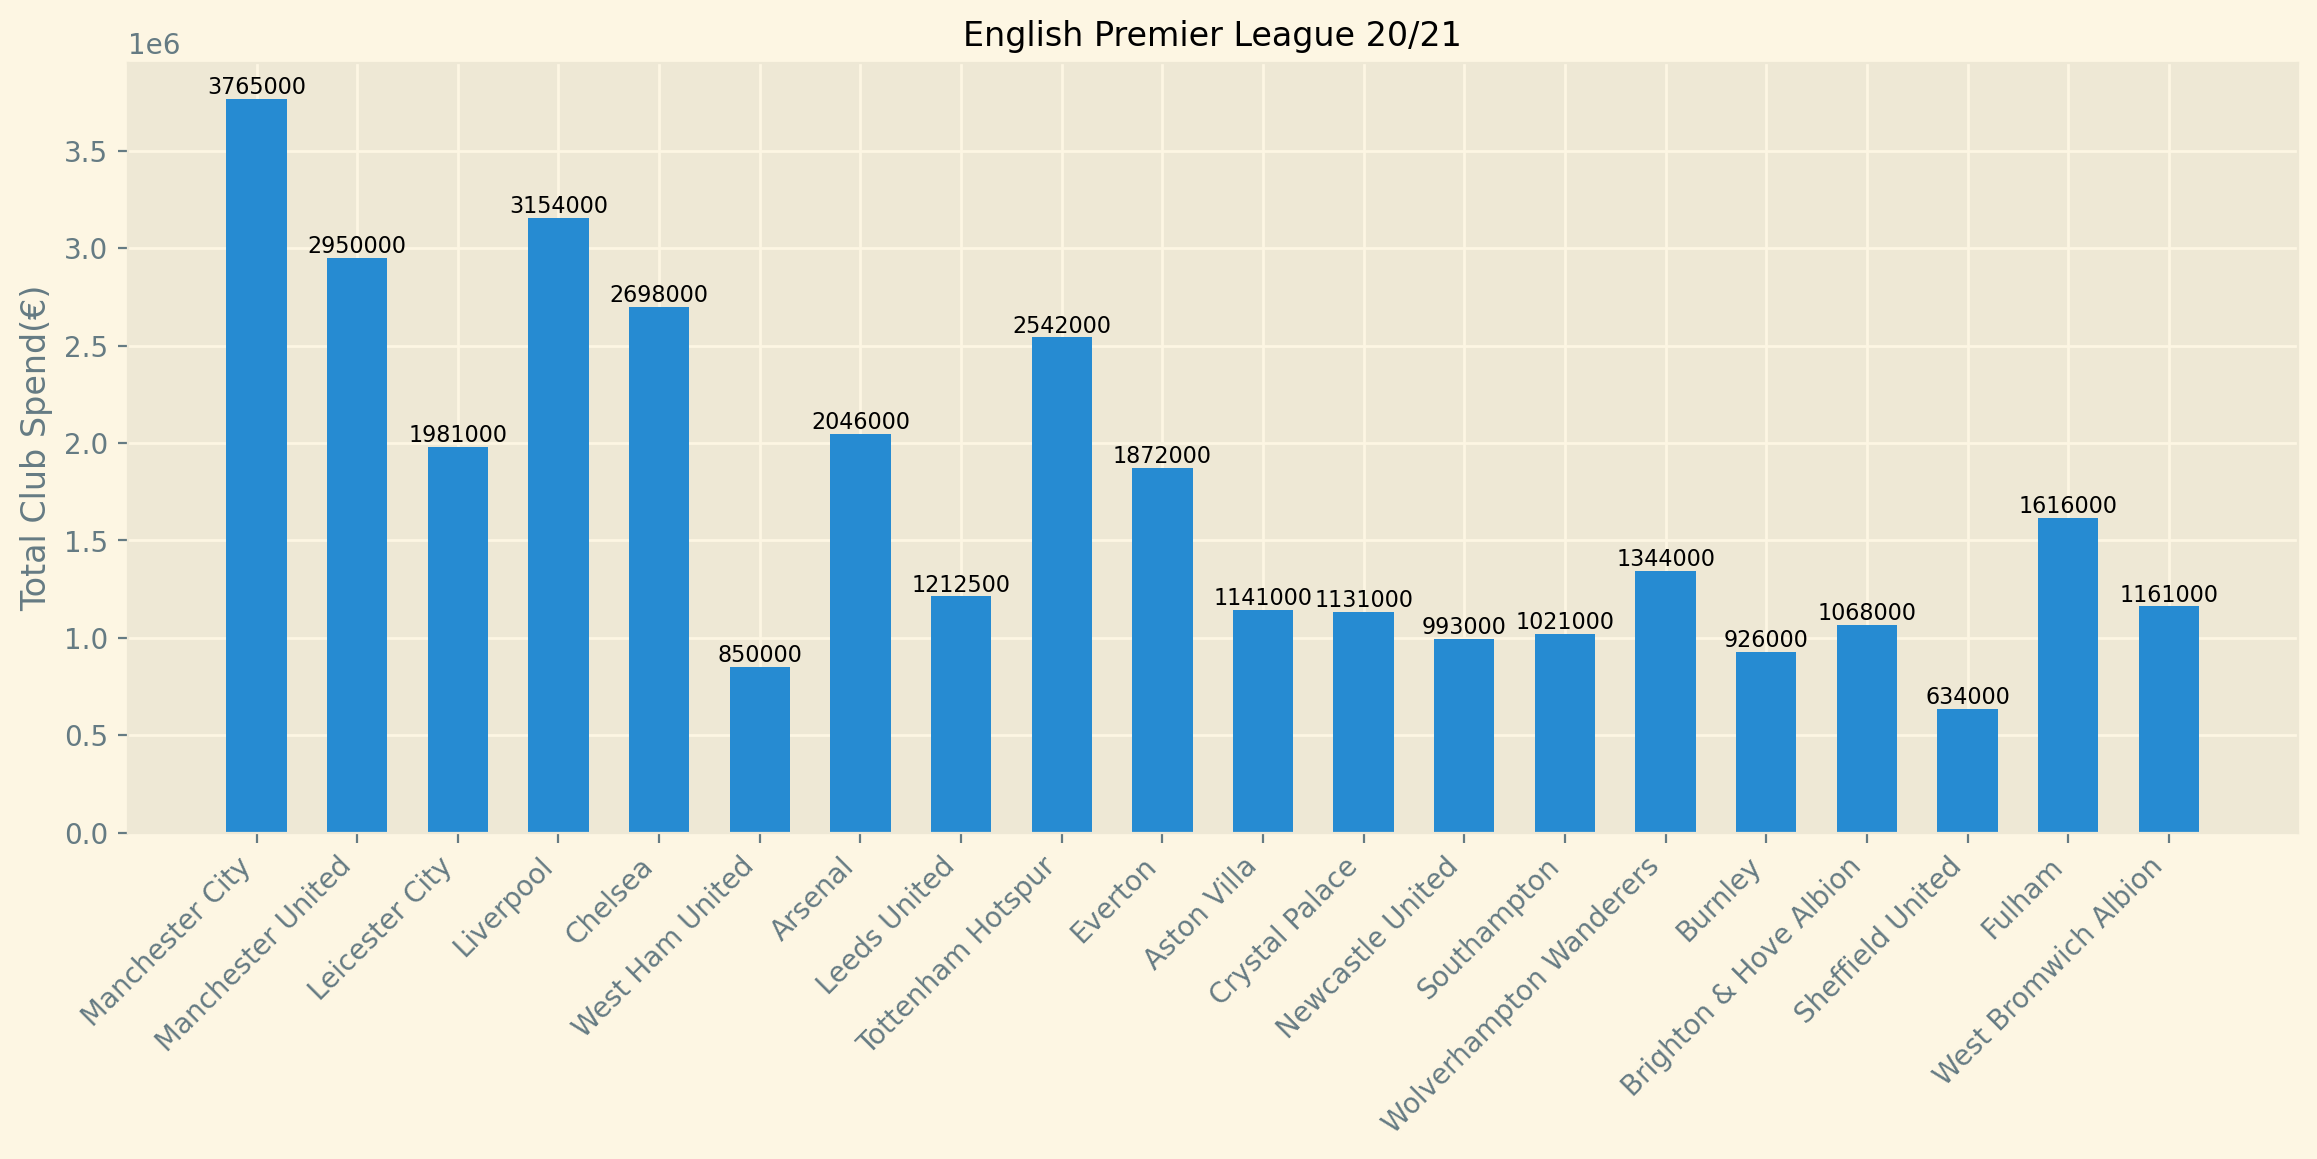 English Premier League 20/21
1e6
Total Club Spend(€)
3.5
3.0
2.5
2.0
1.5
1.0
0.5
0.0
3765000
2950000
1981000
3154000
2698000
850000
2046000
1212500
2542000
1872000
1141000
1131000
993000
1021000
1344000
926000
1068000
634000
1616000
1161000
Manchester City
Manchester United
Leicester City
Liverpool
Chelsea
West Ham United
Arsenal
Leeds United
Tottenham Hotspur
Everton
Aston Villa
Crystal Palace
Newcastle United
Southampton
Wolverhampton Wanderers
Burnley
Brighton & Hove Albion
Sheffield United
Fulham
West Bromwich Albion